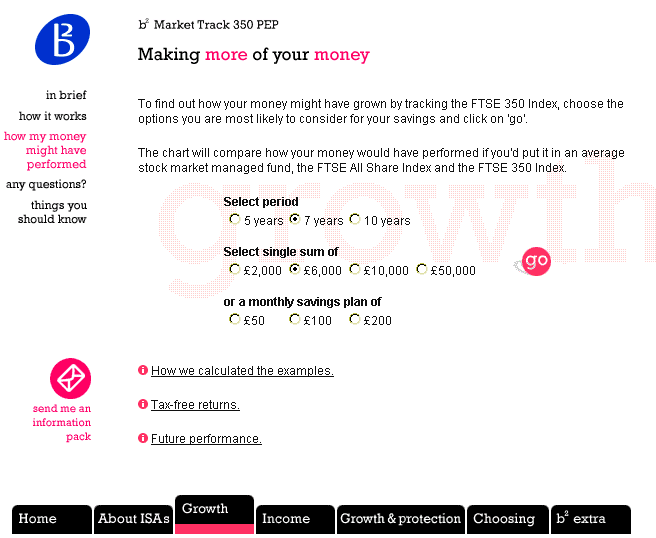 b² Market Track 350 PEP
Making more of your money
b2
in brief
how it works
how my money
might have
performed
any questions?
things you
should know
To find out how your money might have grown by tracking the FTSE 350 Index, choose the
options you are most likely to consider for your savings and click on 'go'.
The chart will compare how your money would have performed if you'd put it in an average
stock market managed fund, the FTSE All Share Index and the FTSE 350 Index.
growth
Select period
5 years 7 years 10 years
Select single sum of
£2,000 £6,000 £10,000 £50,000
go
or a monthly savings plan of
£50 £100 £200
send me an
information
pack
How we calculated the examples.
Tax-free returns.
Future performance.
Home About ISAs Growth Income Growth & protection Choosing b² extra